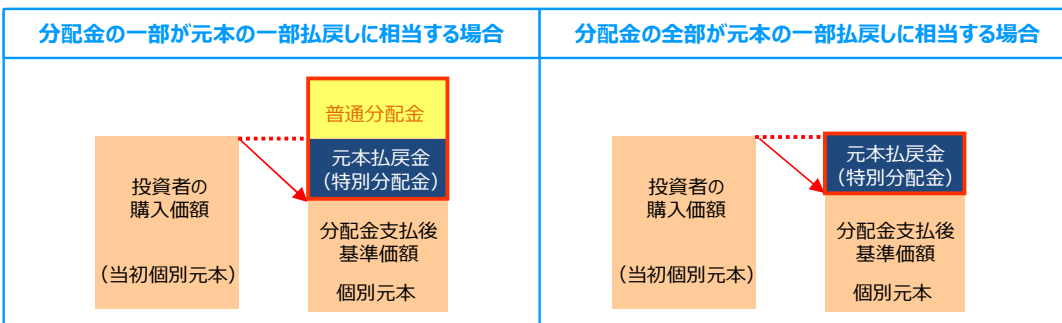 分配金の一部が元本の一部払戻しに相当する場合
普通分配金
元本払戻金
（特別分配金）
投資者の
購入価額
（当初個別元本）
分配金支払後
基準価額
個別元本
分配金の全部が元本の一部払戻しに相当する場合
元本払戻金
（特別分配金）
投資者の
購入価額
（当初個別元本）
分配金支払後
基準価額
個別元本